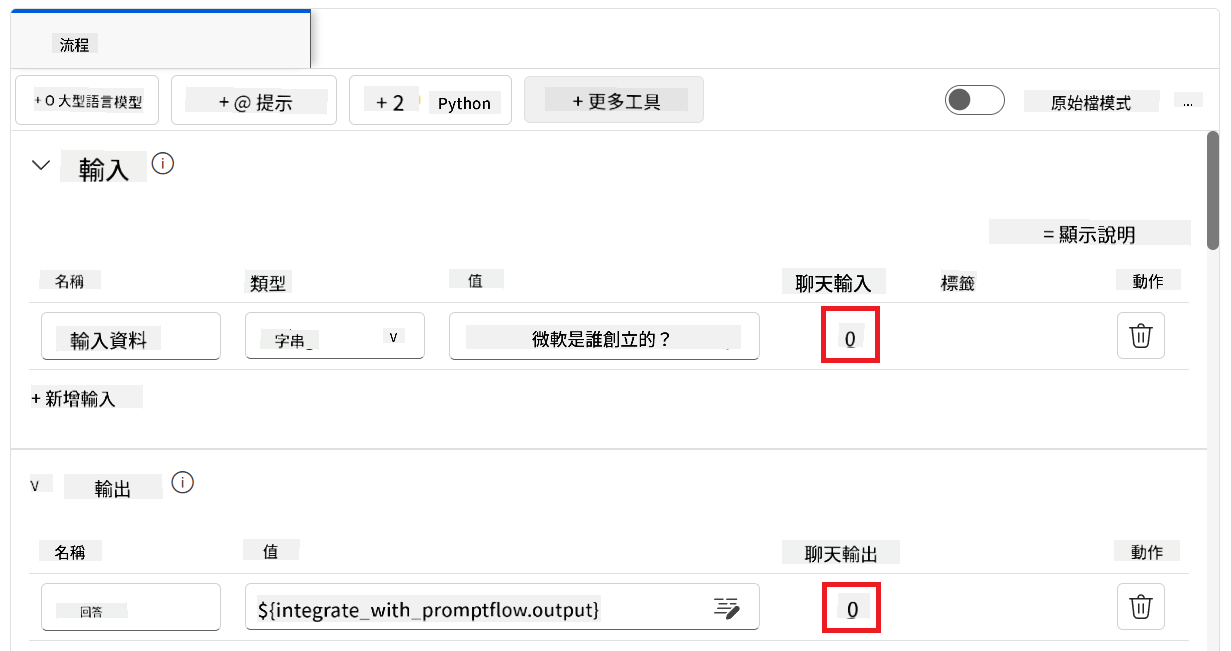 流程
+ O 大型語言模型
+ @ 提示
+ 2 Python
+ 更多工具
原始檔模式
...
輸入
= 顯示說明
名稱 類型 值 聊天輸入 標籤 動作
輸入資料 字串_ v 微軟是誰創立的？ 0
+ 新增輸入
v 輸出
名稱 值 聊天輸出 動作
回答 ${integrate_with_promptflow.output} 0